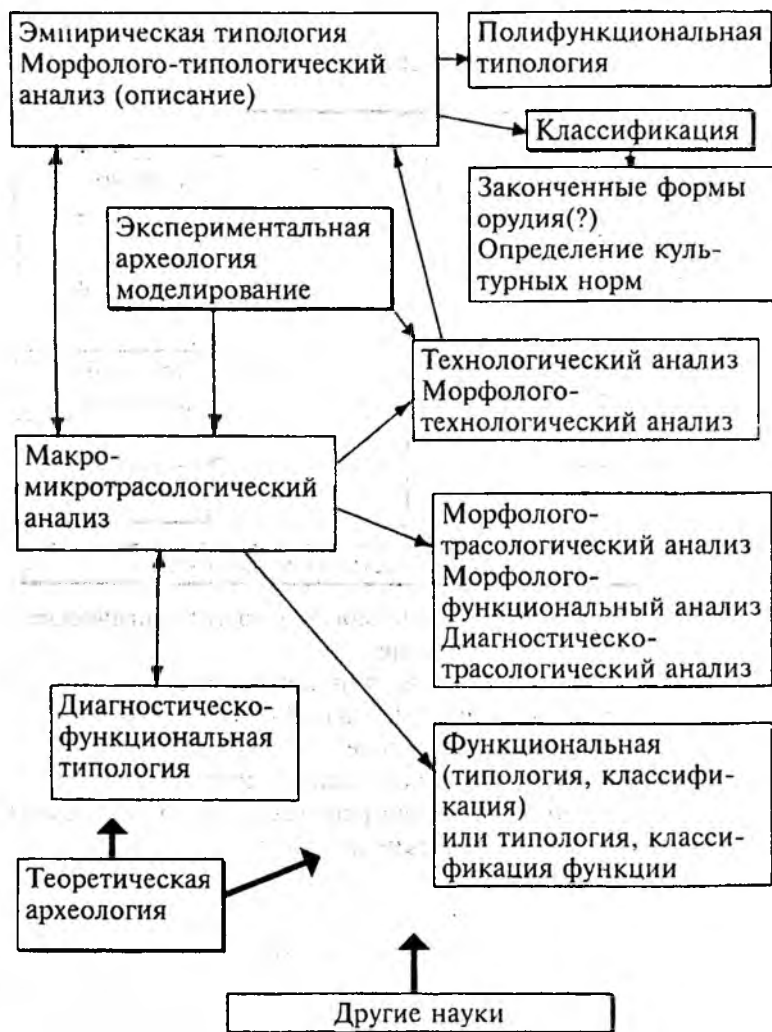 Эмпирическая типология
Морфолого-типологический
анализ (описание)
Полифункциональная
типология
Классификация
Законченные формы
орудия(?)
Определение куль-
турных норм
Экспериментальная
археология
моделирование
Технологический анализ
Морфолого-
технологический анализ
Макро-
микротрасологический
анализ
Морфолого-
трасологический анализ
Морфолого-
функциональный анализ
Диагностическо-
трасологический анализ
Диагностическо-
функциональная
типология
Функциональная
(типология, классифи-
кация)
или типология, класси-
фикация функции
Теоретическая
археология
Другие науки